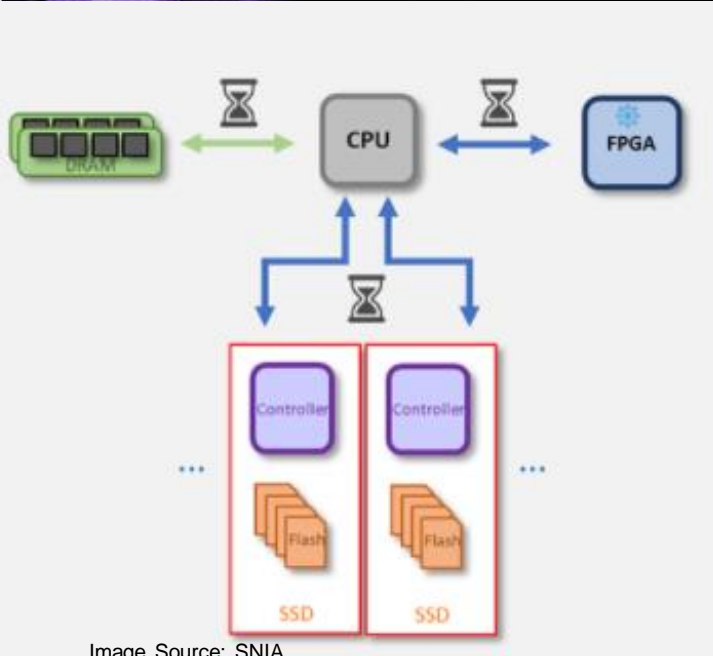 CPU
FPGA
DRAM
Controller
Controller
Flash
Flash
...
...
SSD
SSD
Image Source: SNIA